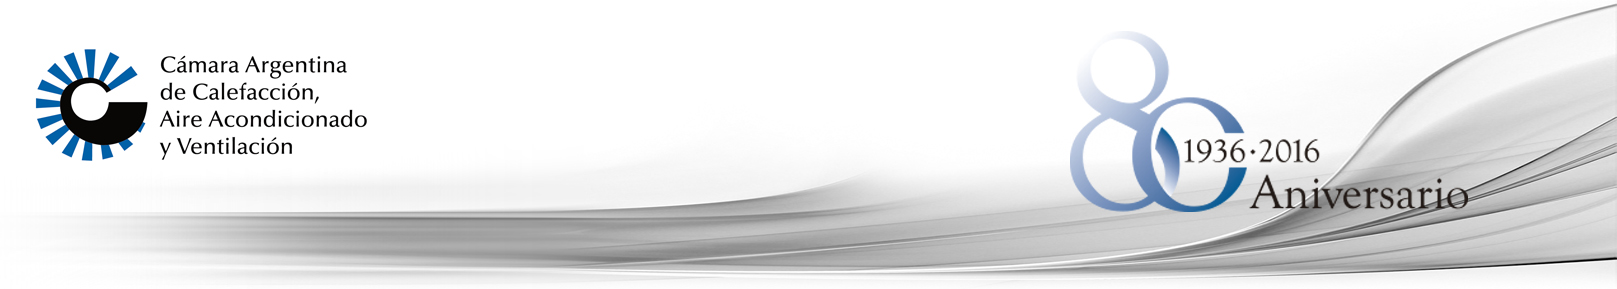 Cámara Argentina
de Calefacción,
Aire Acondicionado
y Ventilación
80
1936·2016
Aniversario